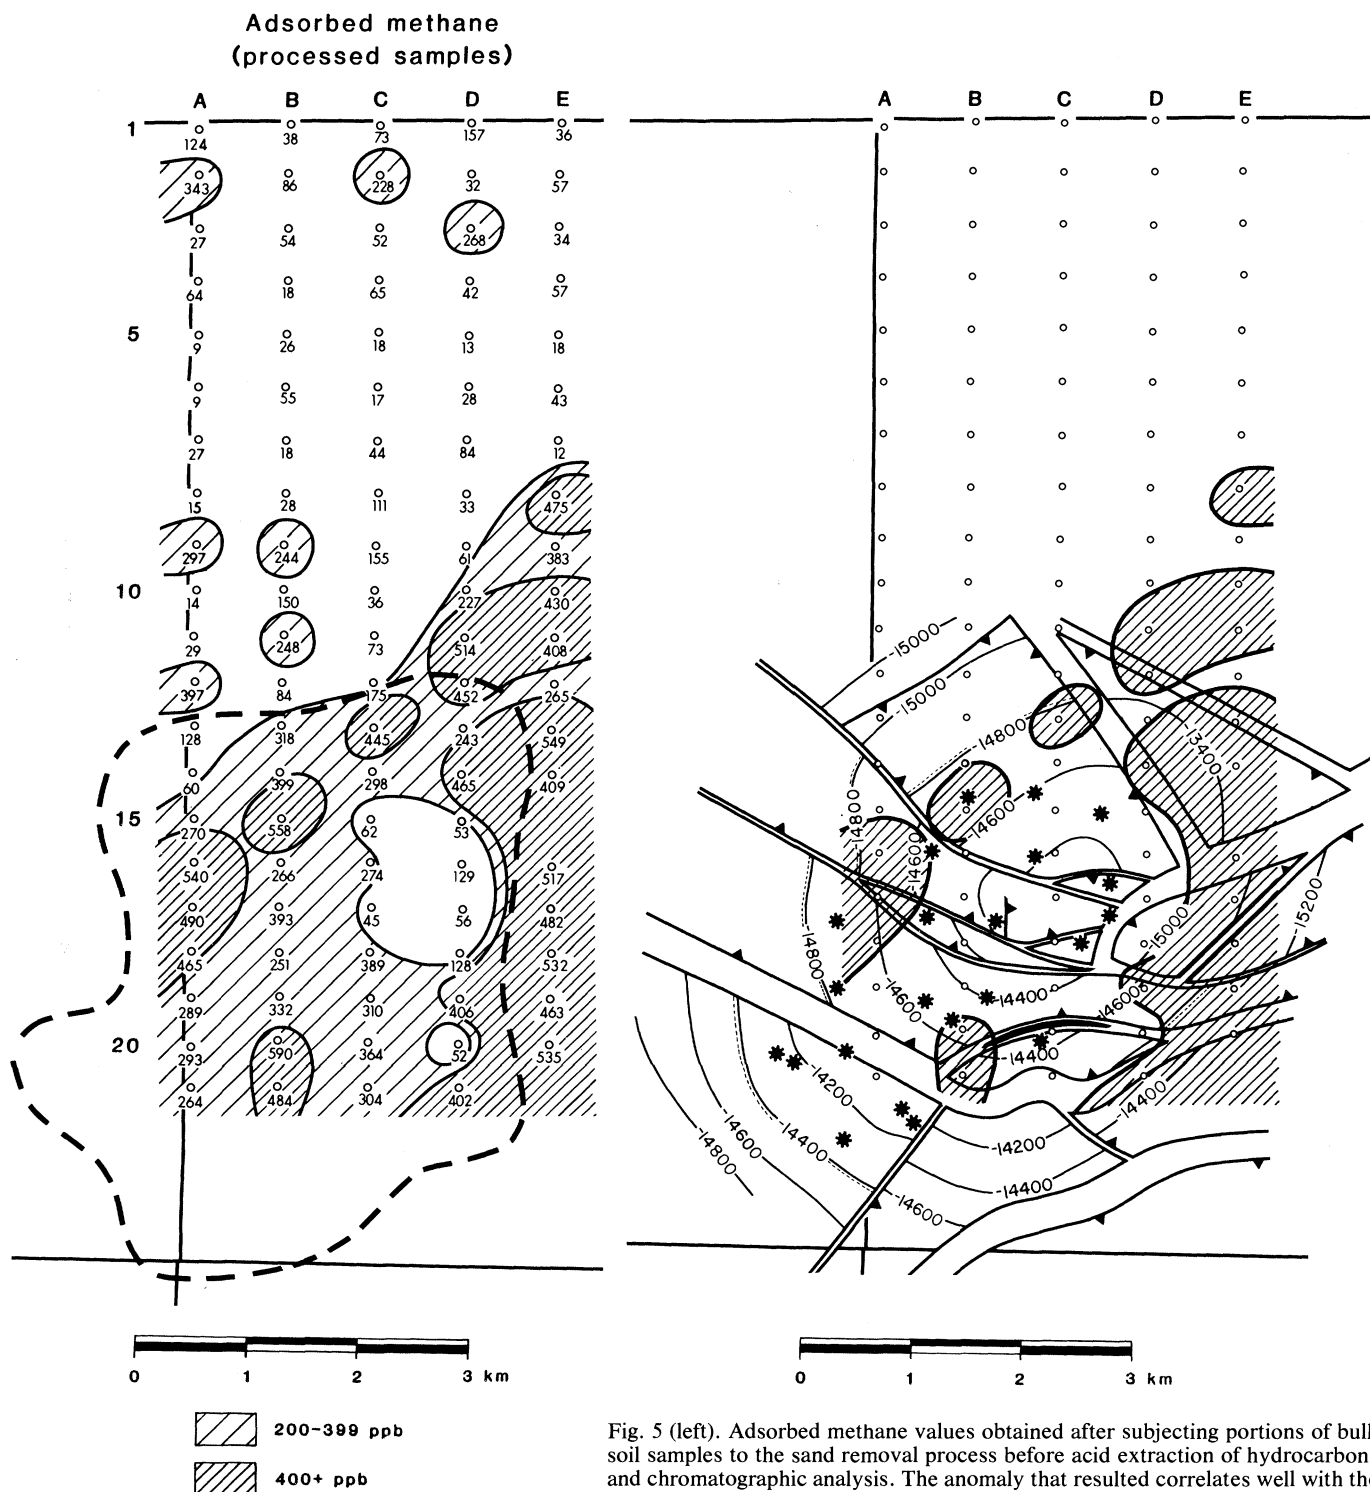 Adsorbed methane
(processed samples)
A B C D E
1
124 38 73 157 36
343 86 228 32 57
27 54 52 268 34
64 18 65 42 57
5
9 26 18 13 18
9 55 17 28 43
27 18 44 84 12
15 28 111 33 475
297 244 155 61 383
10
14 150 36 227 430
29 248 73 514 408
397 84 175 452 265
128 318 445 243 549
60 399 298 465 409
15
270 558 62 53
540 266 274 129 517
490 393 45 56 482
465 251 389 128 532
289 332 310 406 463
20
293 590 364 52 535
264 484 304 402
0 1 2 3 km
200-399 ppb
400+ ppb
A B C D E
-15000
-15000
-14800
-13400
-14800
-14600
-14600
-15000
-15200
-14800
-14600
-14400
-14600
-14400
-14200
-14400
-14600
-14400
-14200
-14800
-14400
-14600
0 1 2 3 km
Fig. 5 (left). Adsorbed methane values obtained after subjecting portions of bul
soil samples to the sand removal process before acid extraction of hydrocarbon
and chromatographic analysis. The anomaly that resulted correlates well with the